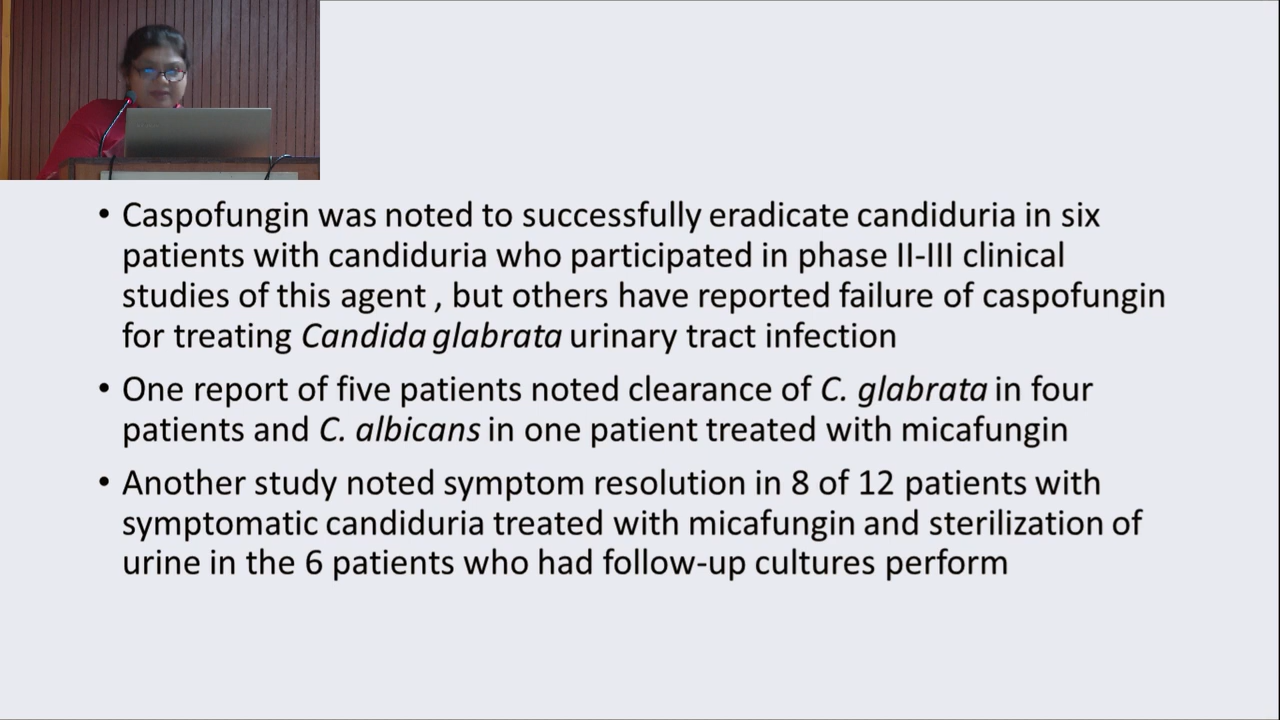 • Caspofungin was noted to successfully eradicate candiduria in six
patients with candiduria who participated in phase II-III clinical
studies of this agent , but others have reported failure of caspofungin
for treating Candida glabrata urinary tract infection
• One report of five patients noted clearance of C. glabrata in four
patients and C. albicans in one patient treated with micafungin
• Another study noted symptom resolution in 8 of 12 patients with
symptomatic candiduria treated with micafungin and sterilization of
urine in the 6 patients who had follow-up cultures perform